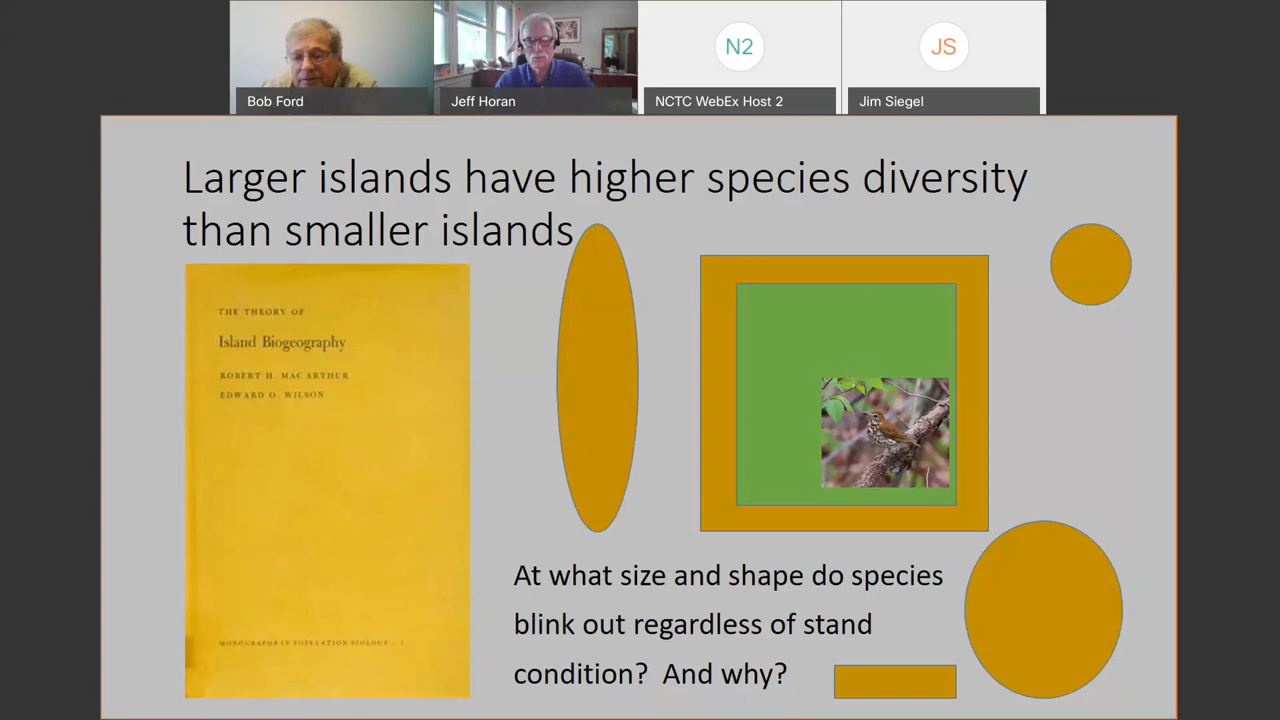 N2
JS
Bob Ford
Jeff Horan
NCTC WebEx Host 2
Jim Siegel
Larger islands have higher species diversity
than smaller islands
THE THEORY OF
Island Biogeography
ROBERT H. MAC ARTHUR
EDWARD O. WILSON
MONOGRAPHS IN POPULATION BIOLOGY · 1
At what size and shape do species
blink out regardless of stand
condition? And why?